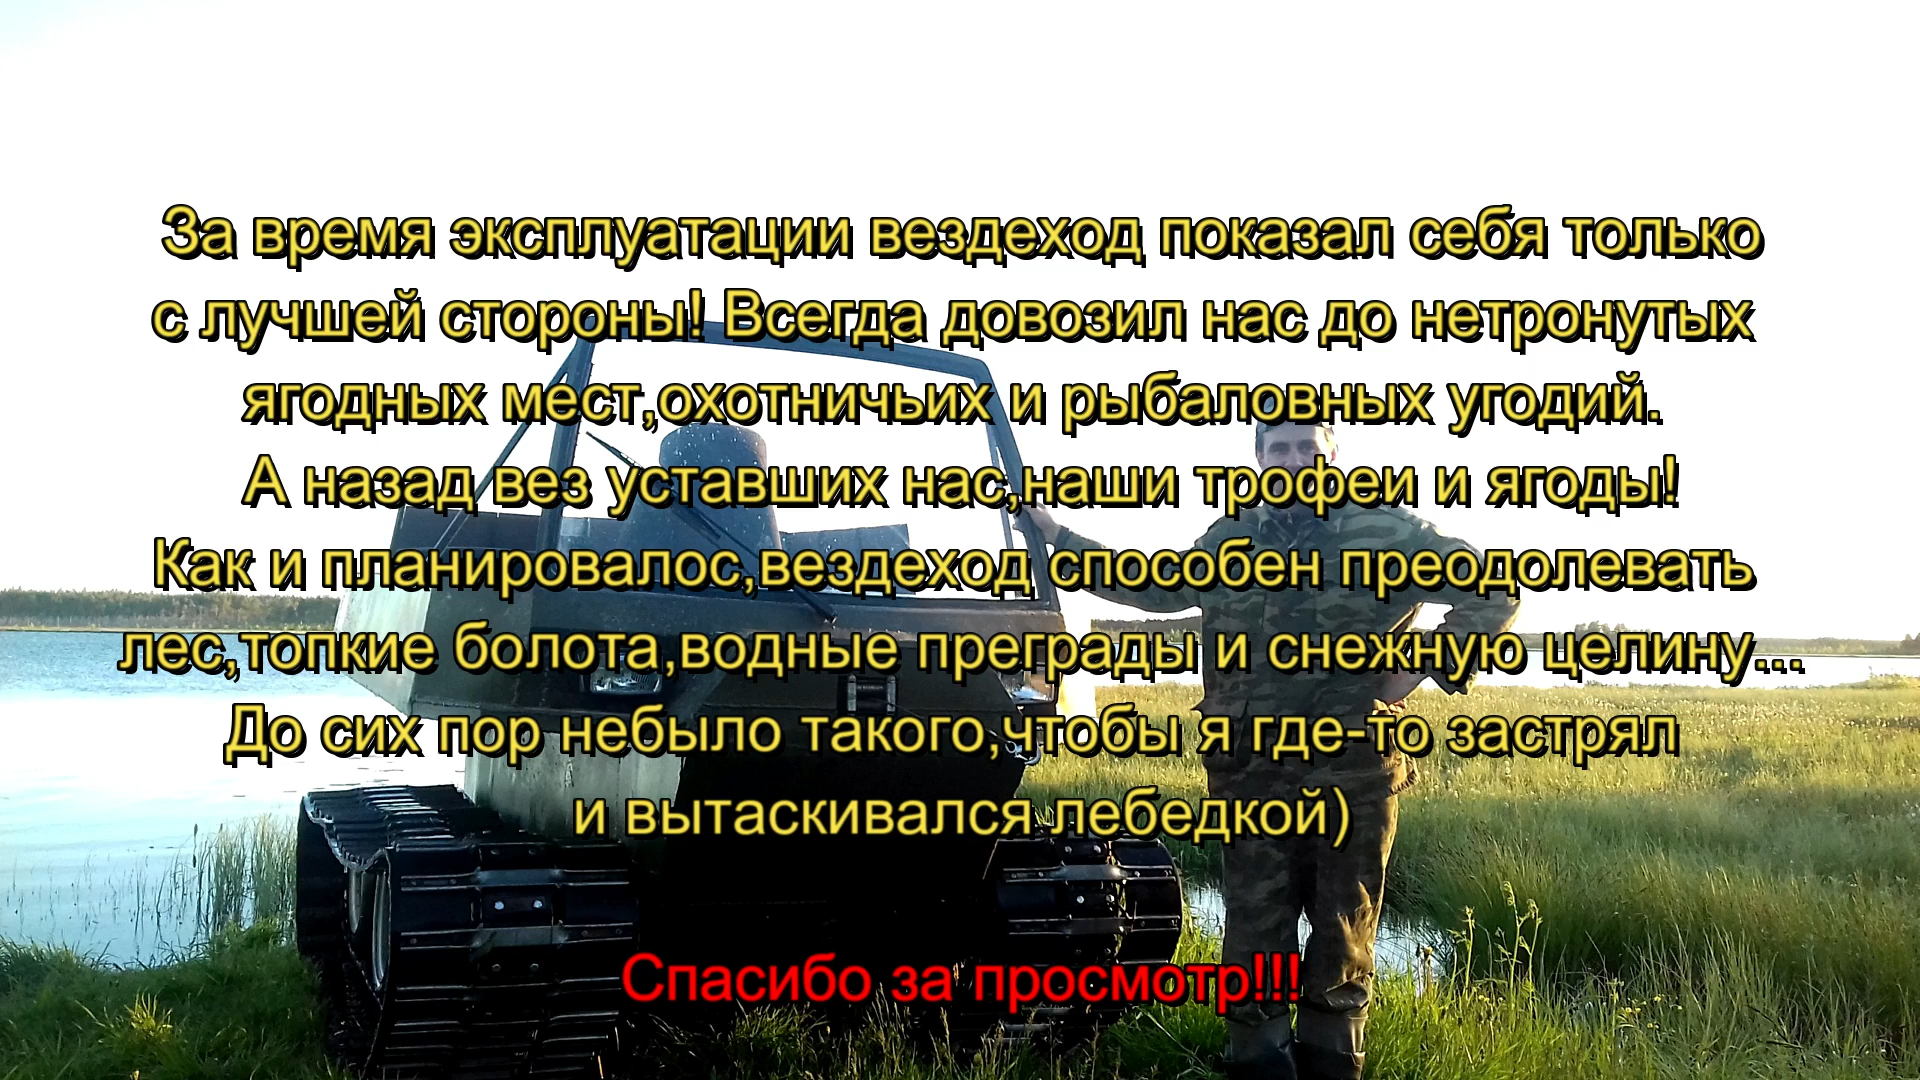 За время эксплуатации вездеход показал себя только
с лучшей стороны! Всегда довозил нас до нетронутых
ягодных мест,охотничьих и рыбаловных угодий.
А назад вез уставших нас,наши трофеи и ягоды!
Как и планировалос,вездеход способен преодолевать
лес,топкие болота,водные преграды и снежную целину...
До сих пор небыло такого,чтобы я где-то застрял
и вытаскивался лебедкой)
Спасибо за просмотр!!!